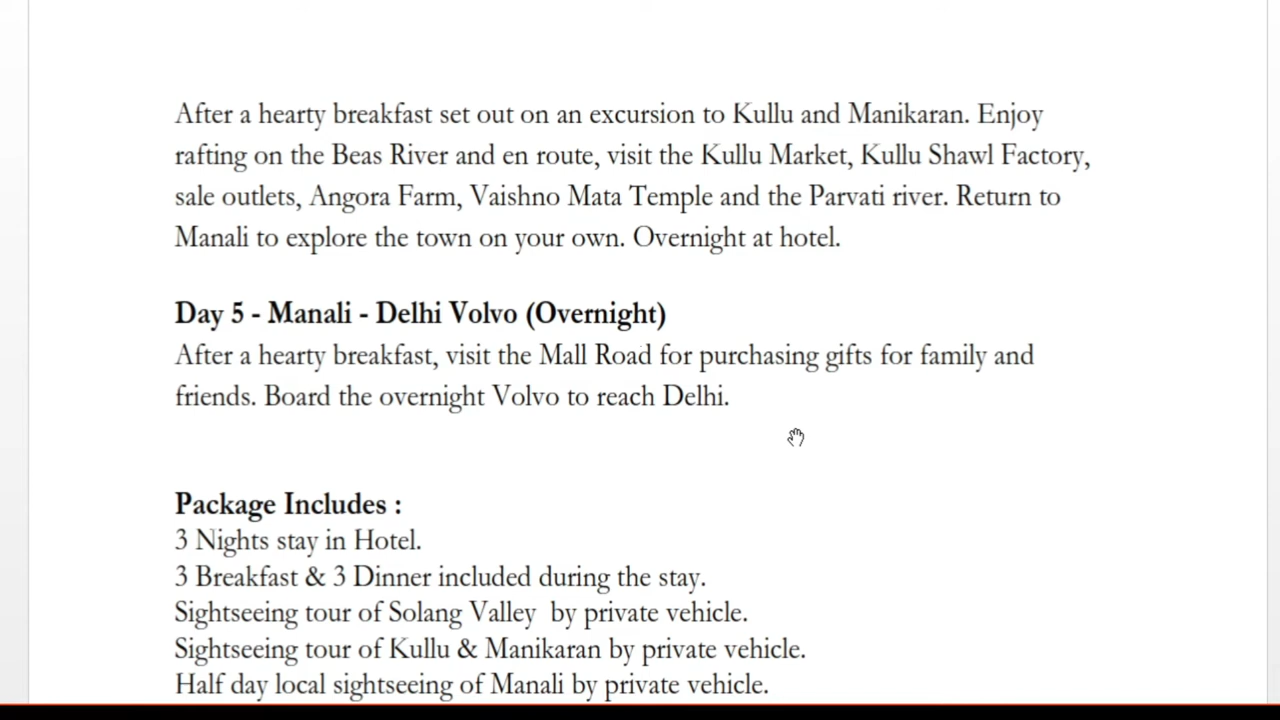 After a hearty breakfast set out on an excursion to Kullu and Manikaran. Enjoy
rafting on the Beas River and en route, visit the Kullu Market, Kullu Shawl Factory,
sale outlets, Angora Farm, Vaishno Mata Temple and the Parvati river. Return to
Manali to explore the town on your own. Overnight at hotel.
Day 5 - Manali - Delhi Volvo (Overnight)
After a hearty breakfast, visit the Mall Road for purchasing gifts for family and
friends. Board the overnight Volvo to reach Delhi.
Package Includes :
3 Nights stay in Hotel.
3 Breakfast & 3 Dinner included during the stay.
Sightseeing tour of Solang Valley  by private vehicle.
Sightseeing tour of Kullu & Manikaran by private vehicle.
Half day local sightseeing of Manali by private vehicle.